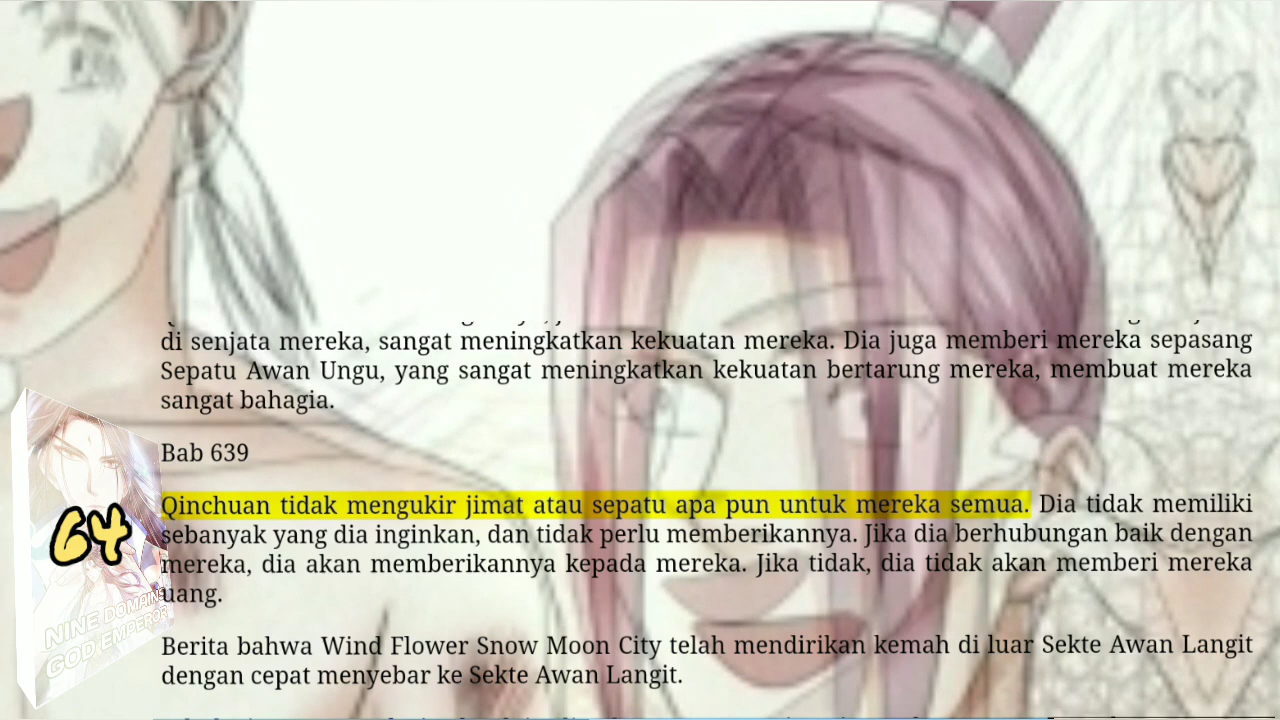 di senjata mereka, sangat meningkatkan kekuatan mereka. Dia juga memberi mereka sepasang
Sepatu Awan Ungu, yang sangat meningkatkan kekuatan bertarung mereka, membuat mereka
sangat bahagia.
Bab 639
Qinchuan tidak mengukir jimat atau sepatu apa pun untuk mereka semua. Dia tidak memiliki
sebanyak yang dia inginkan, dan tidak perlu memberikannya. Jika dia berhubungan baik dengan
mereka, dia akan memberikannya kepada mereka. Jika tidak, dia tidak akan memberi mereka
uang.
Berita bahwa Wind Flower Snow Moon City telah mendirikan kemah di luar Sekte Awan Langit
dengan cepat menyebar ke Sekte Awan Langit.
64
NINE DOMAINS
GOD EMPEROR